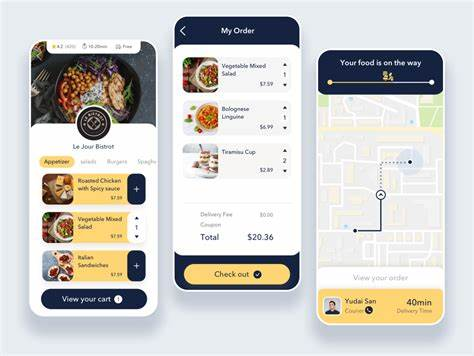 4.2 (420)
10-20min
Free
BISTROT
Le Jour Bistrot
Appetizer salads Burgers Spagh
Roasted Chicken
with Spicy sauce
$7.59
+
Vegetable Mixed
Salad
$7.59
1
Italian
Sandwiches
$7.59
+
View your cart 1
My Order
Vegetable Mixed
Salad
$7.59
1
Bolognese
Linguine
$6.99
1
Tiramisu Cup
$2.89
2
Delivery Fee $0.00
Coupon
Total $20.36
Check out
Your food is on the way
View your order
Yudai San
Courier
40min
Delivery Time